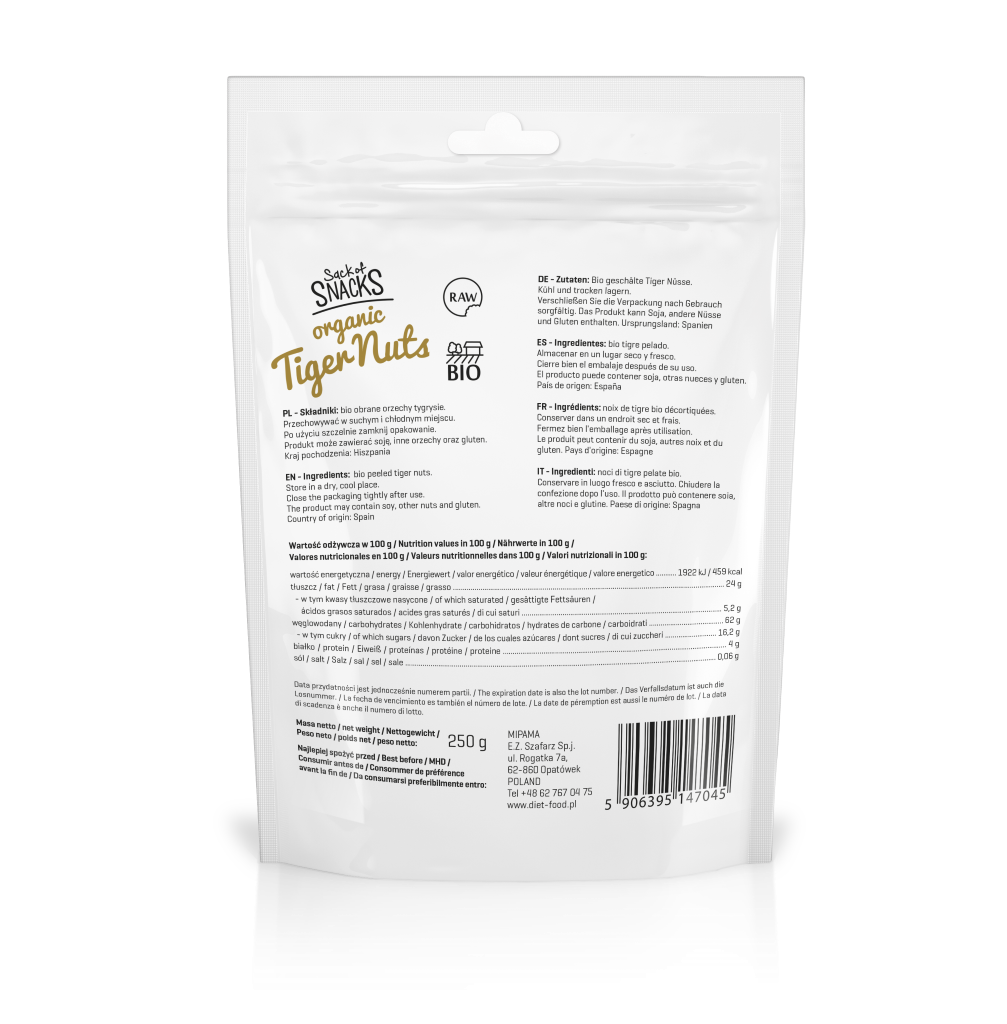 Sack of
SNACKS
organic
Tiger Nuts
RAW
BIO
PL - Składniki: bio obrane orzechy tygrysie.
Przechowywać w suchym i chłodnym miejscu.
Po użyciu szczelnie zamknij opakowanie.
Produkt może zawierać soję, inne orzechy oraz gluten.
Kraj pochodzenia: Hiszpania
EN - Ingredients: bio peeled tiger nuts.
Store in a dry, cool place.
Close the packaging tightly after use.
The product may contain soy, other nuts and gluten.
Country of origin: Spain
DE - Zutaten: Bio geschälte Tiger Nüsse.
Kühl und trocken lagern.
Verschließen Sie die Verpackung nach Gebrauch
sorgfältig. Das Produkt kann Soja, andere Nüsse
und Gluten enthalten. Ursprungsland: Spanien
ES - Ingredientes: bio tigre pelado.
Almacenar en un lugar seco y fresco.
Cierre bien el embalaje después de su uso.
El producto puede contener soja, otras nueces y gluten.
País de origen: España
FR - Ingrédients: noix de tigre bio décortiquées.
Conserver dans un endroit sec et frais.
Fermez bien l'emballage après utilisation.
Le produit peut contenir du soja, autres noix et du
gluten. Pays d'origine: Espagne
IT - Ingredienti: noci di tigre pelate bio.
Conservare in luogo fresco e asciutto. Chiudere la
confezione dopo l'uso. Il prodotto può contenere soia,
altre noci e glutine. Paese di origine: Spagna
Wartość odżywcza w 100 g / Nutrition values in 100 g / Nährwerte in 100 g /
Valores nutricionales en 100 g / Valeurs nutritionnelles dans 100 g / Valori nutrizionali in 100 g:
wartość energetyczna / energy / Energiewert / valor energético / valeur énergétique / valore energetico .......... 1922 kJ / 459 kcal
tłuszcz / fat / Fett / grasa / graisse / grasso .......... 24 g
- w tym kwasy tłuszczowe nasycone / of which saturated / gesättigte Fettsäuren /
ácidos grasos saturados / acides gras saturés / di cui saturi .......... 5,2 g
węglowodany / carbohydrates / Kohlenhydrate / carbohidratos / hydrates de carbone / carboidrati .......... 62 g
- w tym cukry / of which sugars / davon Zucker / de los cuales azúcares / dont sucres / di cui zuccheri .......... 16,2 g
białko / protein / Eiweiß / proteínas / protéine / proteine .......... 4 g
sól / salt / Salz / sal / sel / sale .......... 0,06 g
Data przydatności jest jednocześnie numerem partii. / The expiration date is also the lot number. / Das Verfallsdatum ist auch die
Losnummer. / La fecha de vencimiento es también el número de lote. / La date de péremption est aussi le numéro de lot. / La data
di scadenza è anche il numero di lotto.
Masa netto / net weight / Nettogewicht /
Peso neto / poids net / peso netto: 250 g
Najlepiej spożyć przed / Best before / MHD /
Consumir antes de / Consommer de préférence
avant la fin de / Da consumarsi preferibilmente entro:
MIPAMA
E.Z. Szafarz Sp.j.
ul. Rogatka 7a,
62-860 Opatówek
POLAND
Tel +48 62 767 04 75
www.diet-food.pl
5 906395 147045